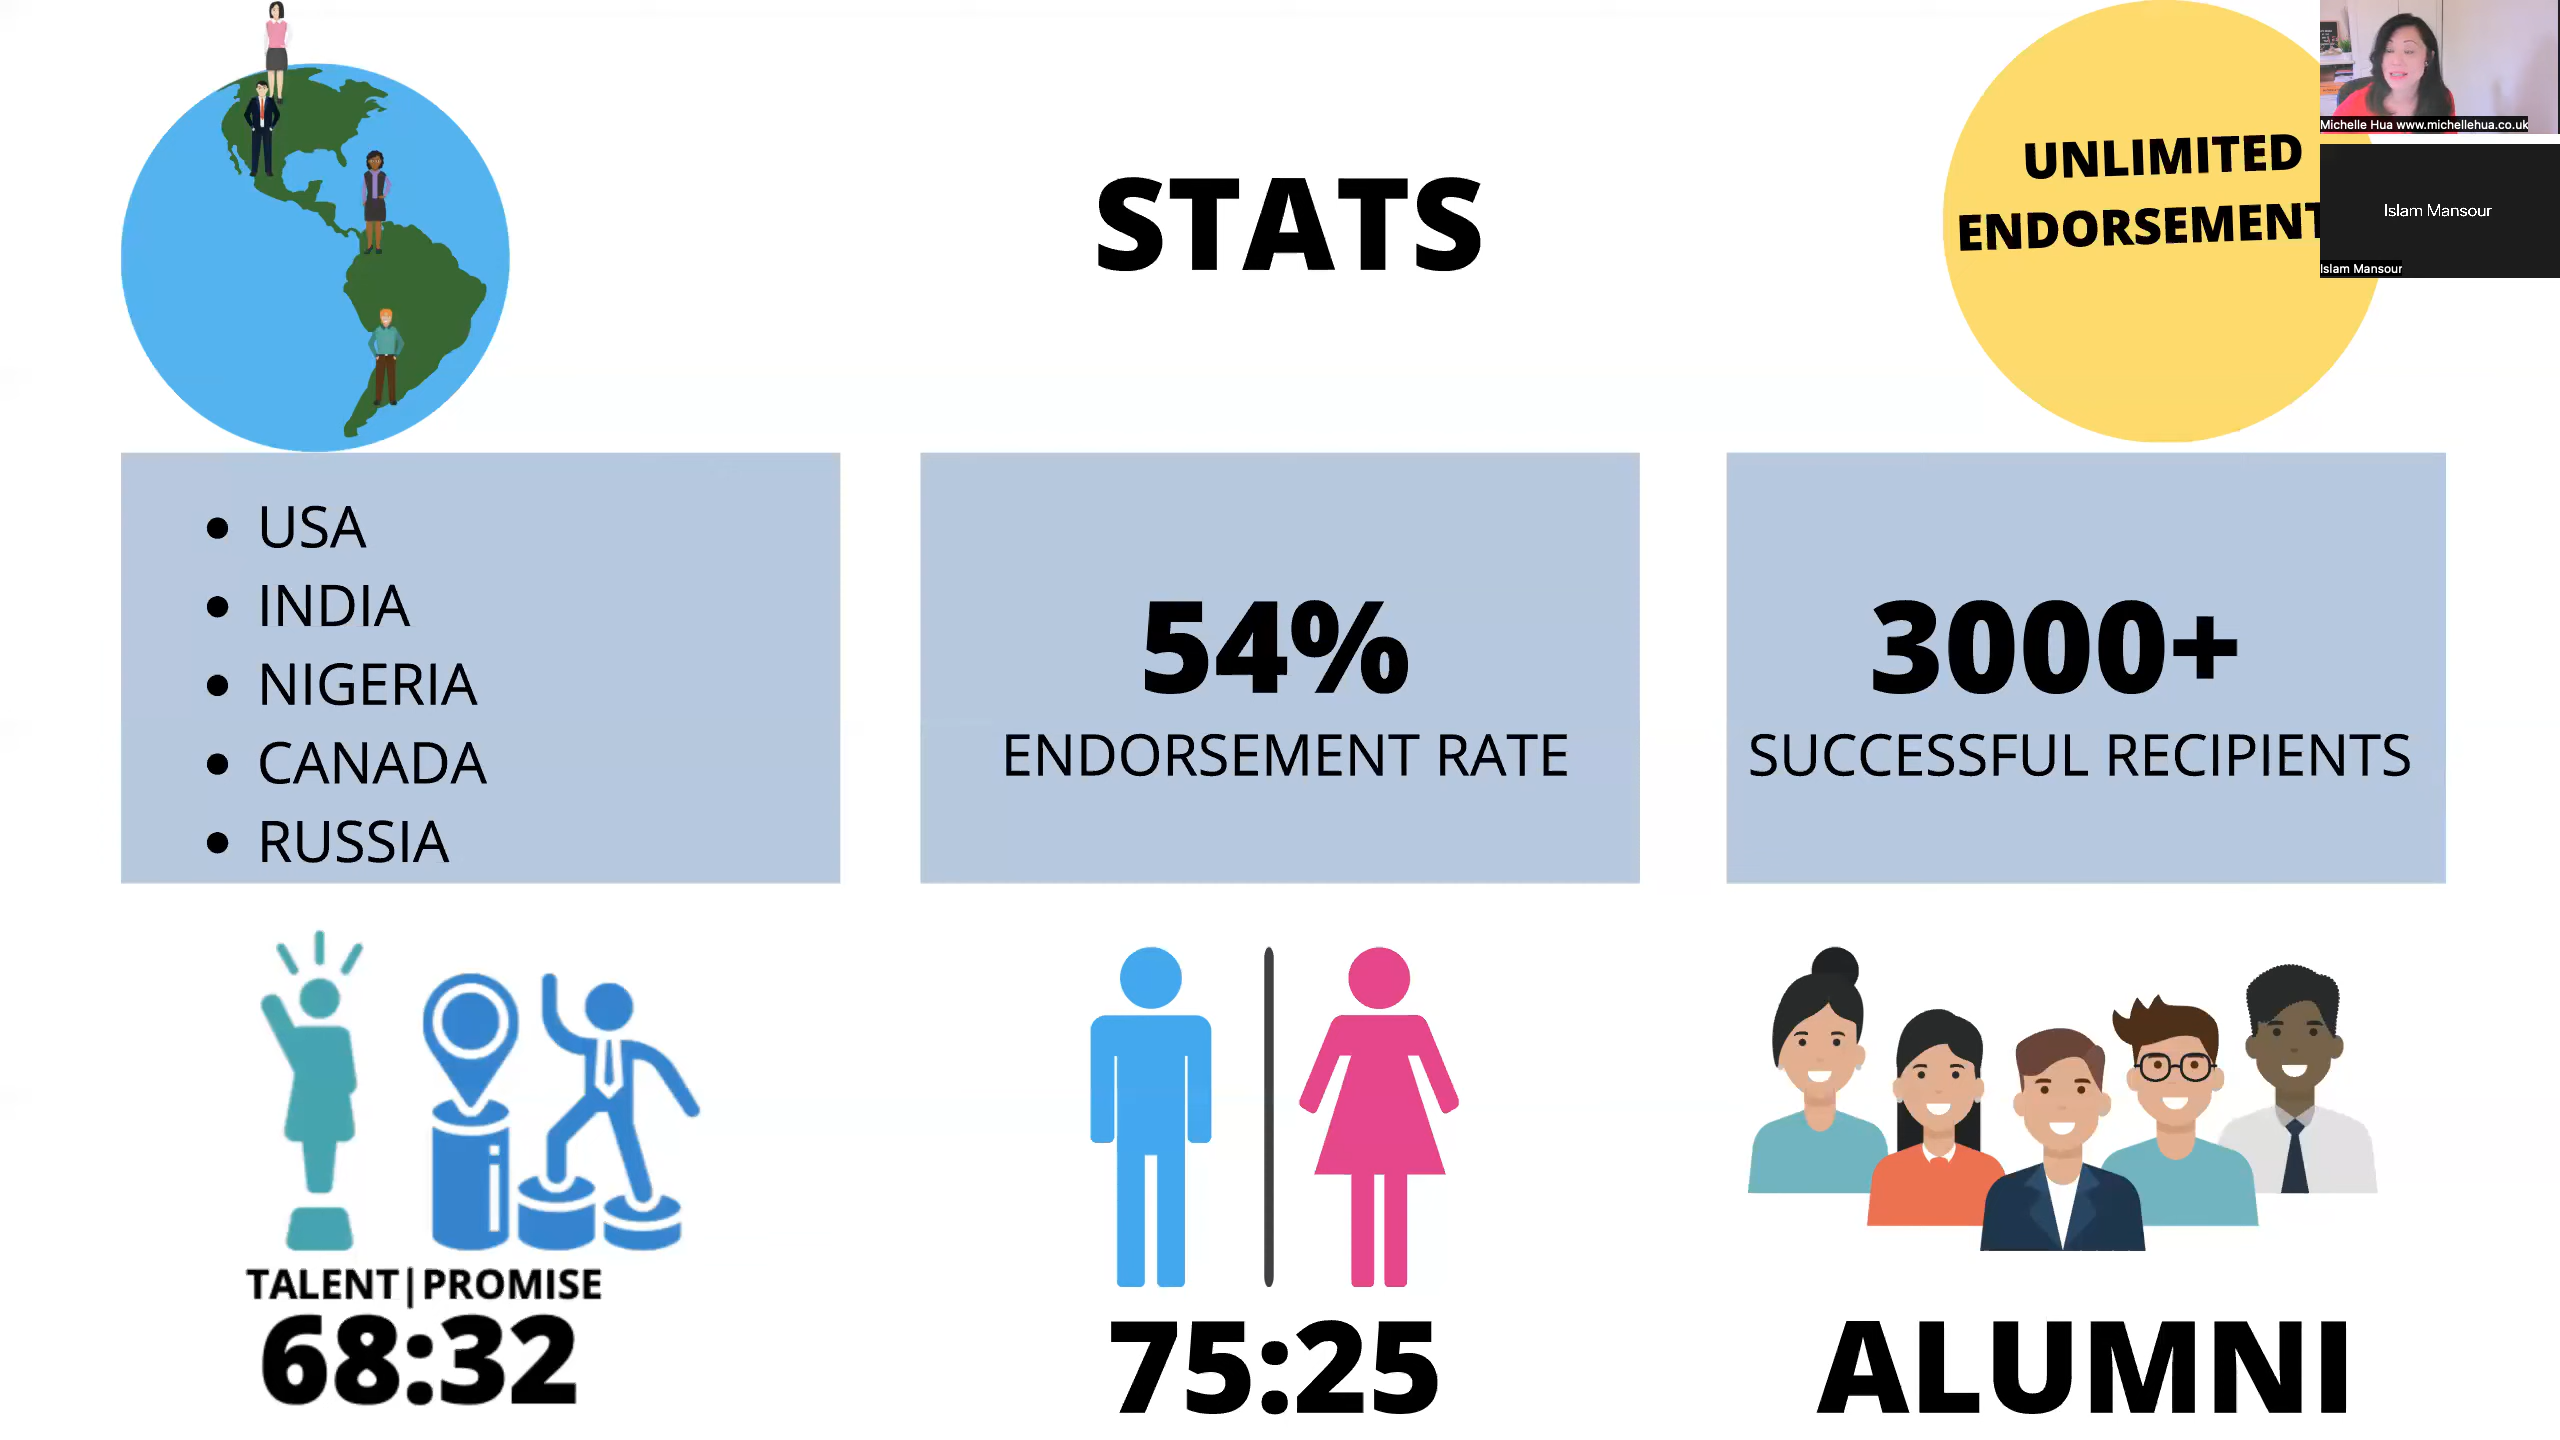 STATS
UNLIMITED
ENDORSEMENT
Michelle Hua www.michellehua.co.uk
Islam Mansour
Islam Mansour
• USA
• INDIA
• NIGERIA
• CANADA
• RUSSIA
54%
ENDORSEMENT RATE
3000+
SUCCESSFUL RECIPIENTS
TALENT|PROMISE
68:32
75:25
ALUMNI